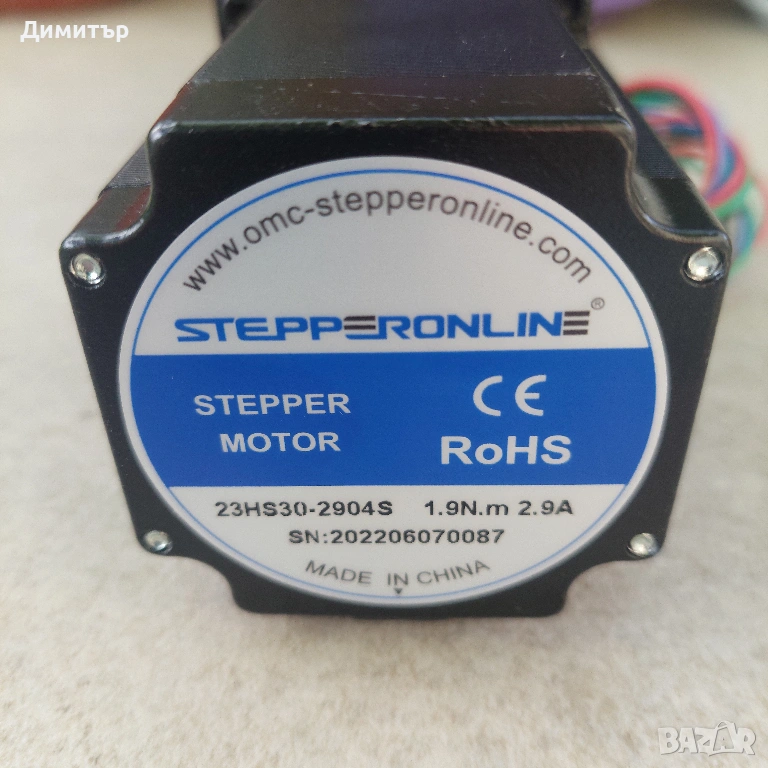 Димитър
www.omc-stepperonline.com
STEPPERONLINE®
STEPPER
MOTOR
CE
RoHS
23HS30-2904S 1.9N.m 2.9A
SN:202206070087
MADE IN CHINA
BAZAR